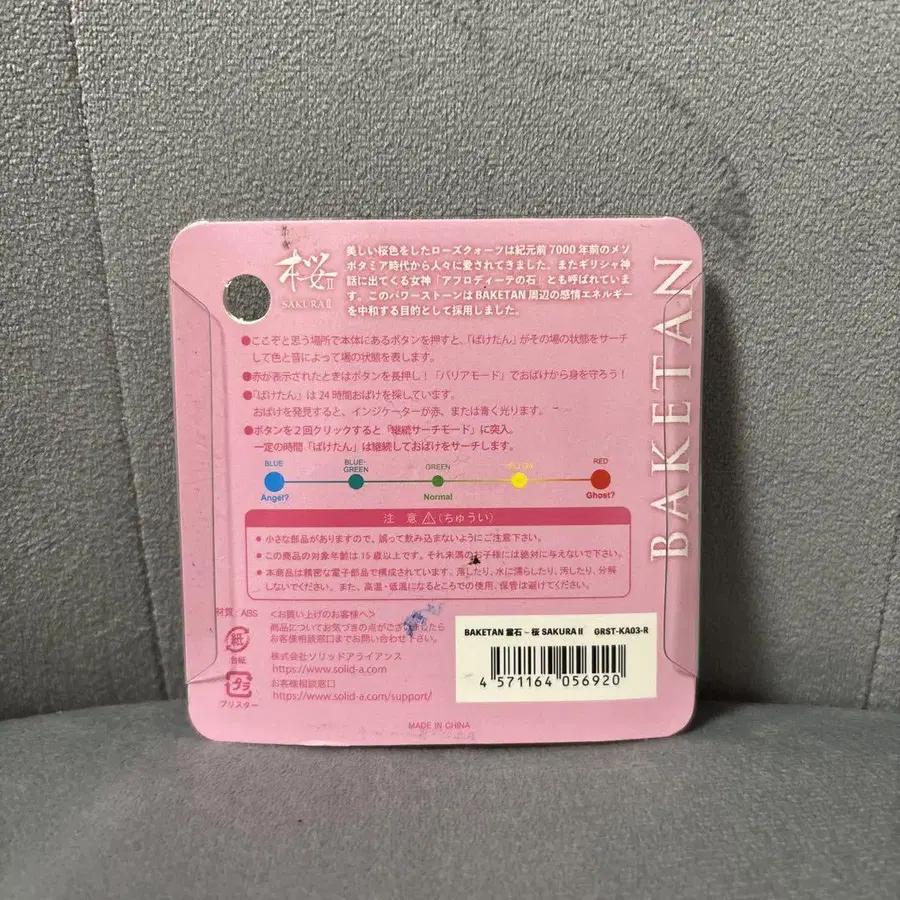 桜 II
SAKURA II
美しい桜色をしたローズクォーツは紀元前 7000 年前のメソ
ポタミア時代から人々に愛されてきました。またギリシャ神
話に出てくる女神「アフロディーテの石」とも呼ばれていま
す。このパワーストーンは BAKETAN 周辺の感情エネルギー
を中和する目的として採用しました。
BAKETAN
●ここぞと思う場所で本体にあるボタンを押すと、「ばけたん」がその場の状態をサーチ
して色と音によって場の状態を表します。
●赤が表示されたときはボタンを長押し！「バリアモード」でおばけから身を守ろう！
●「ばけたん」は 24 時間おばけを探しています。
おばけを発見すると、インジケーターが赤、または青く光ります。
●ボタンを２回クリックすると「継続サーチモード」に突入。
一定の時間「ばけたん」は継続しておばけをサーチします。
BLUE
BLUE-
GREEN
GREEN
YELLOW
RED
Angel?
Normal
Ghost?
注 意 ⚠ (ちゅうい)
● 小さな部品がありますので、誤って飲み込まないようにご注意下さい。
● この商品の対象年齢は 15 歳以上です。それ未満のお子様には絶対に与えないで下さい。
● 本商品は精密な電子部品で構成されています。落したり、水に濡らしたり、汚したり、分解
しないでください。また、高温・低温になるところでの使用、保管は避けてください。
材質：ABS
紙
台紙
プラ
ブリスター
＜お買い上げのお客様へ＞
商品についてお気づきの点がございましたら
お客様相談窓口までお問い合わせ下さい。
株式会社ソリッドアライアンス
https://www.solid-a.com
お客様相談窓口
https://www.solid-a.com/support/
BAKETAN 霊石 – 桜 SAKURA II GRST-KA03-R
4 571164 056920
MADE IN CHINA